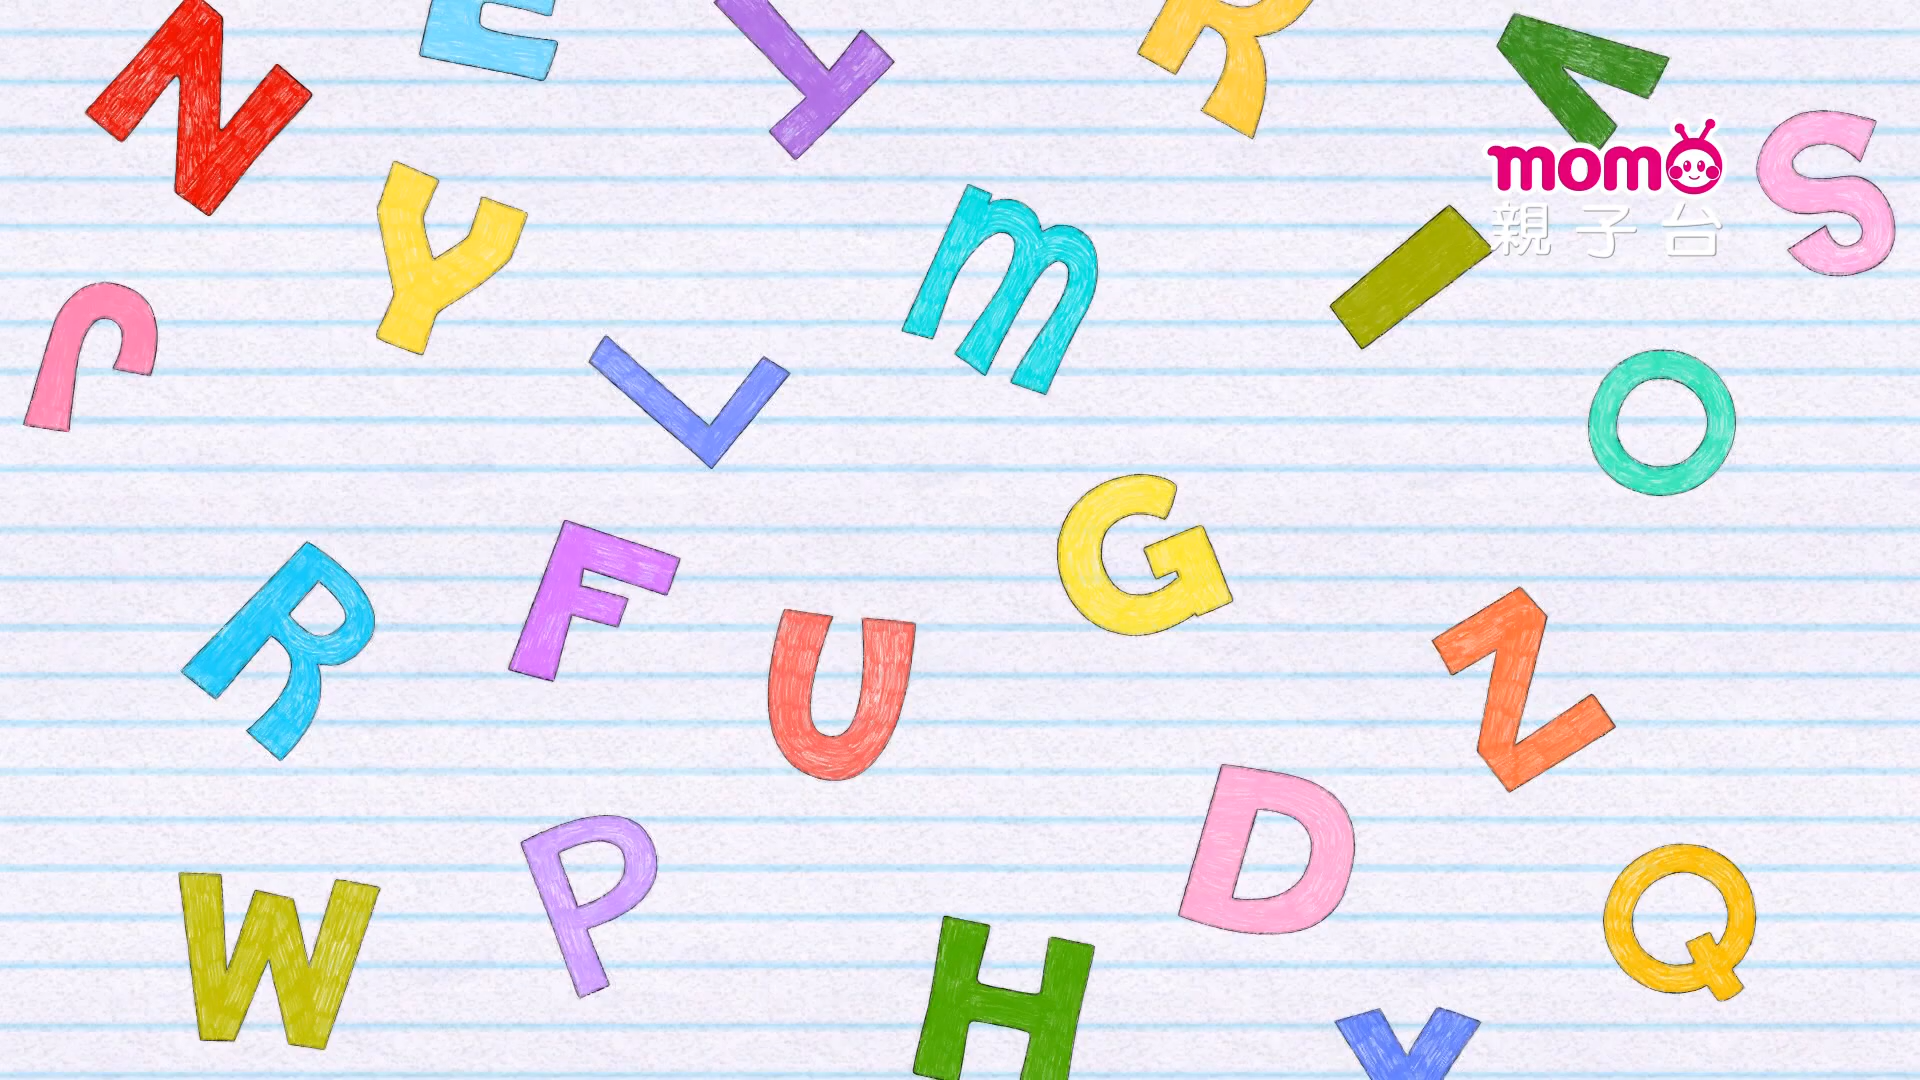 N E T R V
momo
親子台
S
Y m I
J L O
G
R F U Z
D
P Q
W H Y